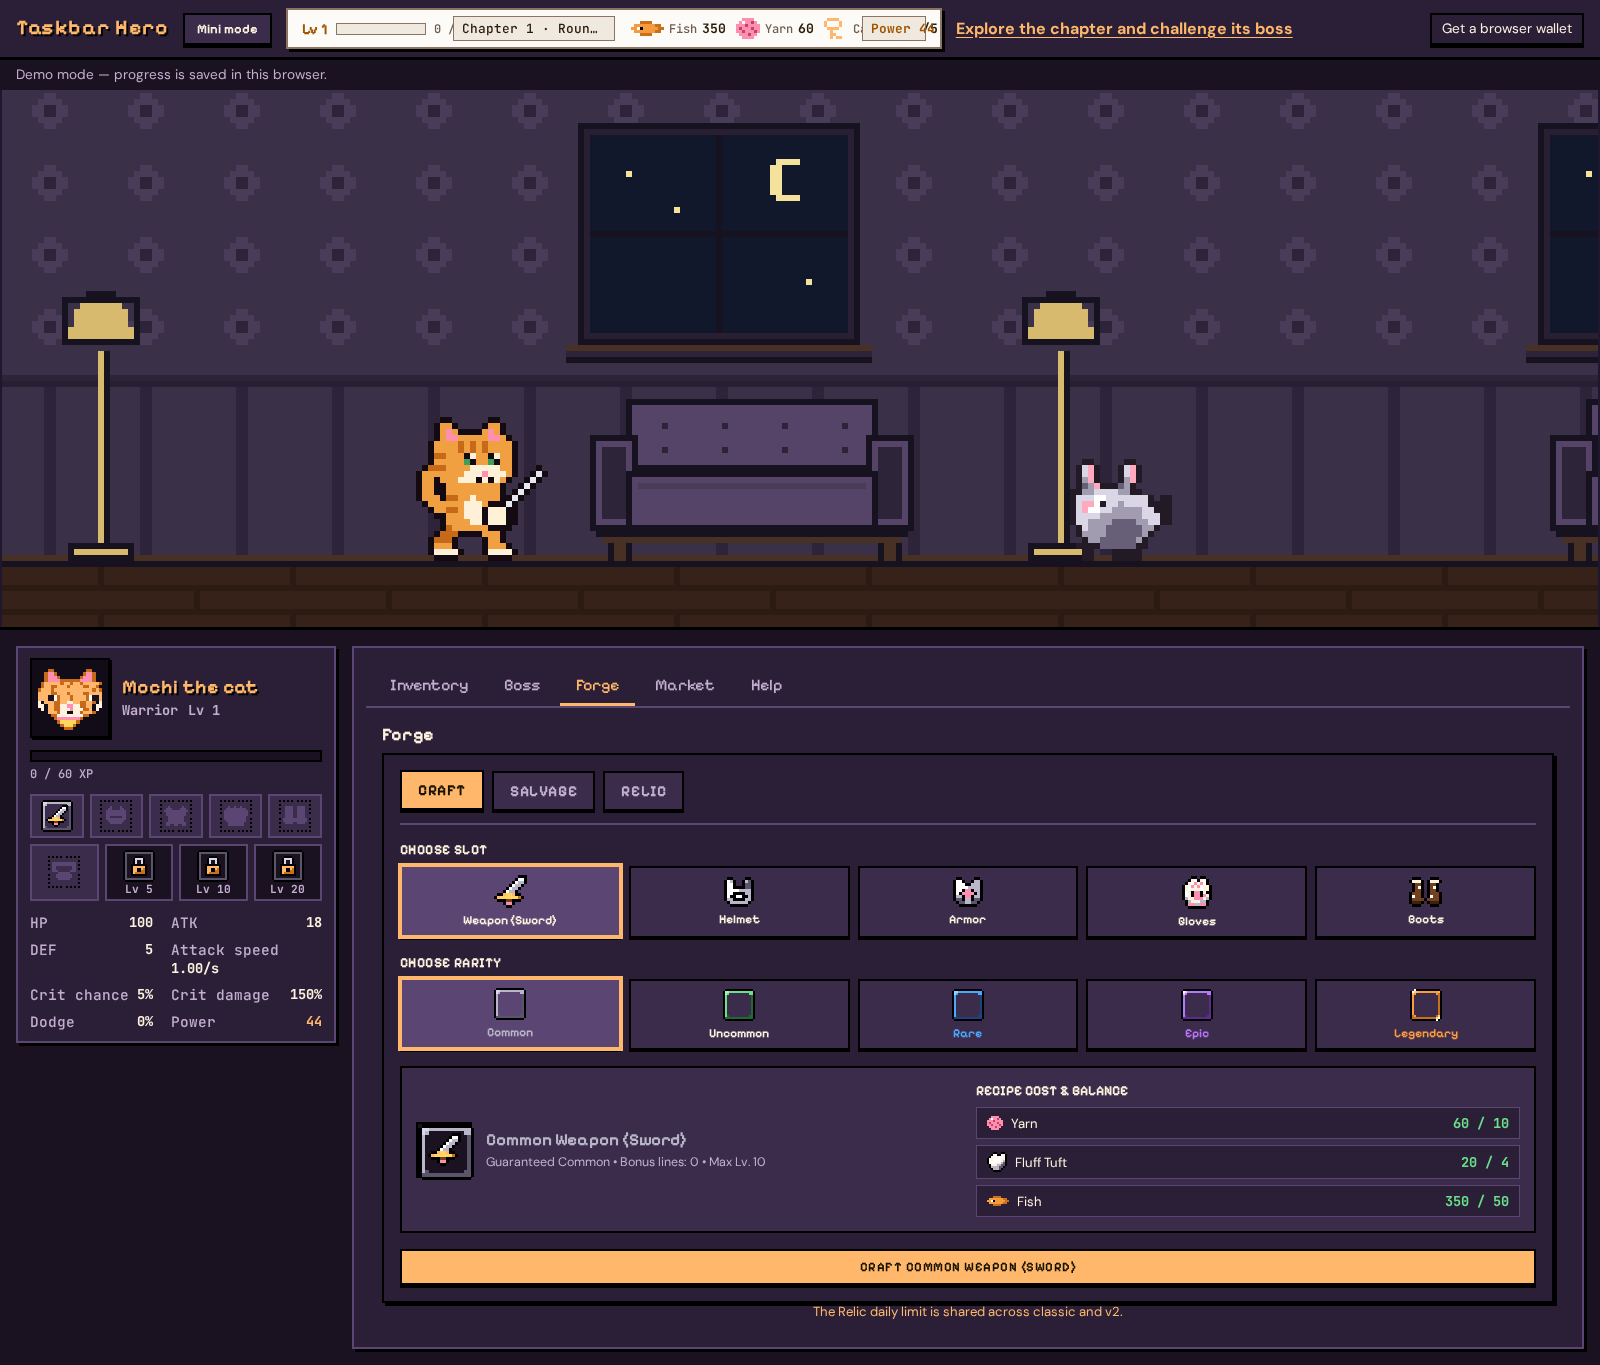 Taskbar Hero
Mini mode
Lv 1
0 /
Chapter 1 · Roun…
Fish 350
Yarn 60
Power 44
Explore the chapter and challenge its boss
Get a browser wallet
Demo mode — progress is saved in this browser.
Mochi the cat
Warrior Lv 1
0 / 60 XP
Lv 5
Lv 10
Lv 20
HP 100 ATK 18
DEF 5 Attack speed
1.00/s
Crit chance 5% Crit damage 150%
Dodge 0% Power 44
Inventory Boss Forge Market Help
Forge
CRAFT SALVAGE RELIC
CHOOSE SLOT
Weapon (Sword) Helmet Armor Gloves Boots
CHOOSE RARITY
Common Uncommon Rare Epic Legendary
Common Weapon (Sword)
Guaranteed Common • Bonus lines: 0 • Max Lv. 10
RECIPE COST & BALANCE
Yarn 60 / 10
Fluff Tuft 20 / 4
Fish 350 / 50
CRAFT COMMON WEAPON (SWORD)
The Relic daily limit is shared across classic and v2.